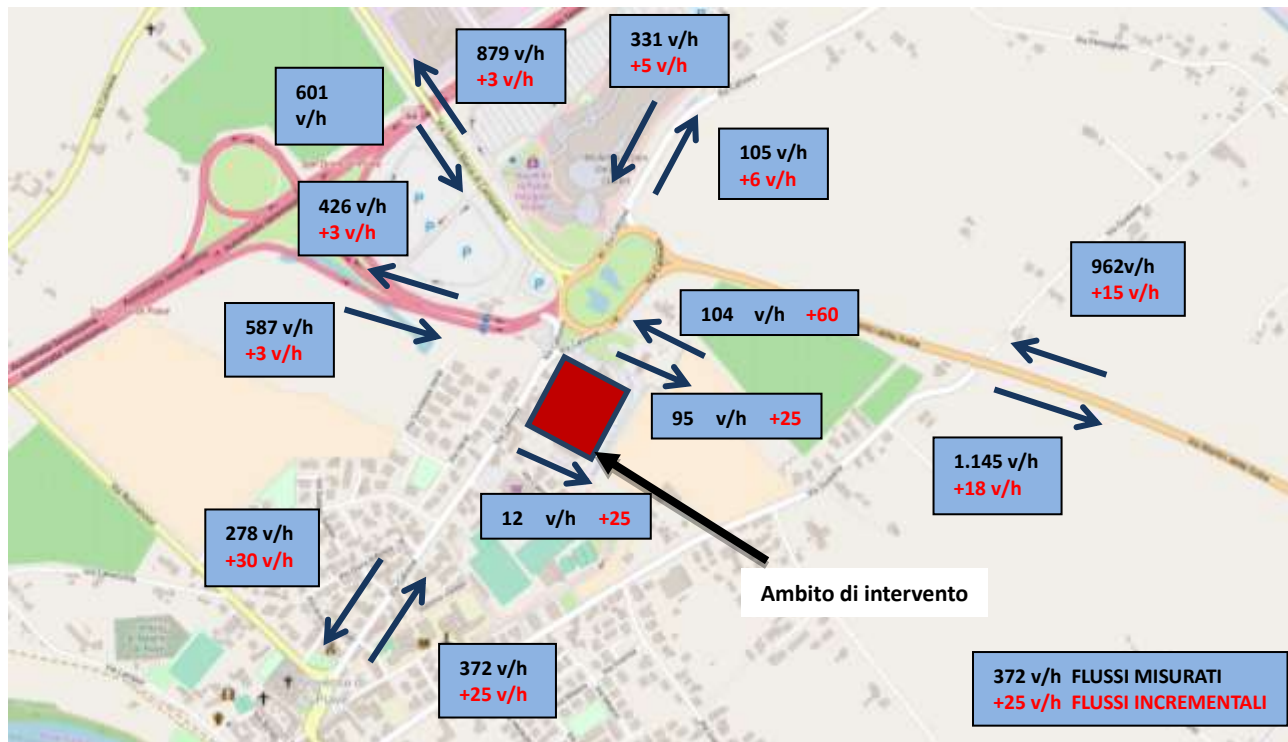 879 v/h
+3 v/h
331 v/h
+5 v/h
601
v/h
105 v/h
+6 v/h
426 v/h
+3 v/h
962v/h
+15 v/h
587 v/h
+3 v/h
104 v/h +60
95 v/h +25
1.145 v/h
+18 v/h
12 v/h +25
278 v/h
+30 v/h
Ambito di intervento
372 v/h
+25 v/h
372 v/h FLUSSI MISURATI
+25 v/h FLUSSI INCREMENTALI
P
P
P
P